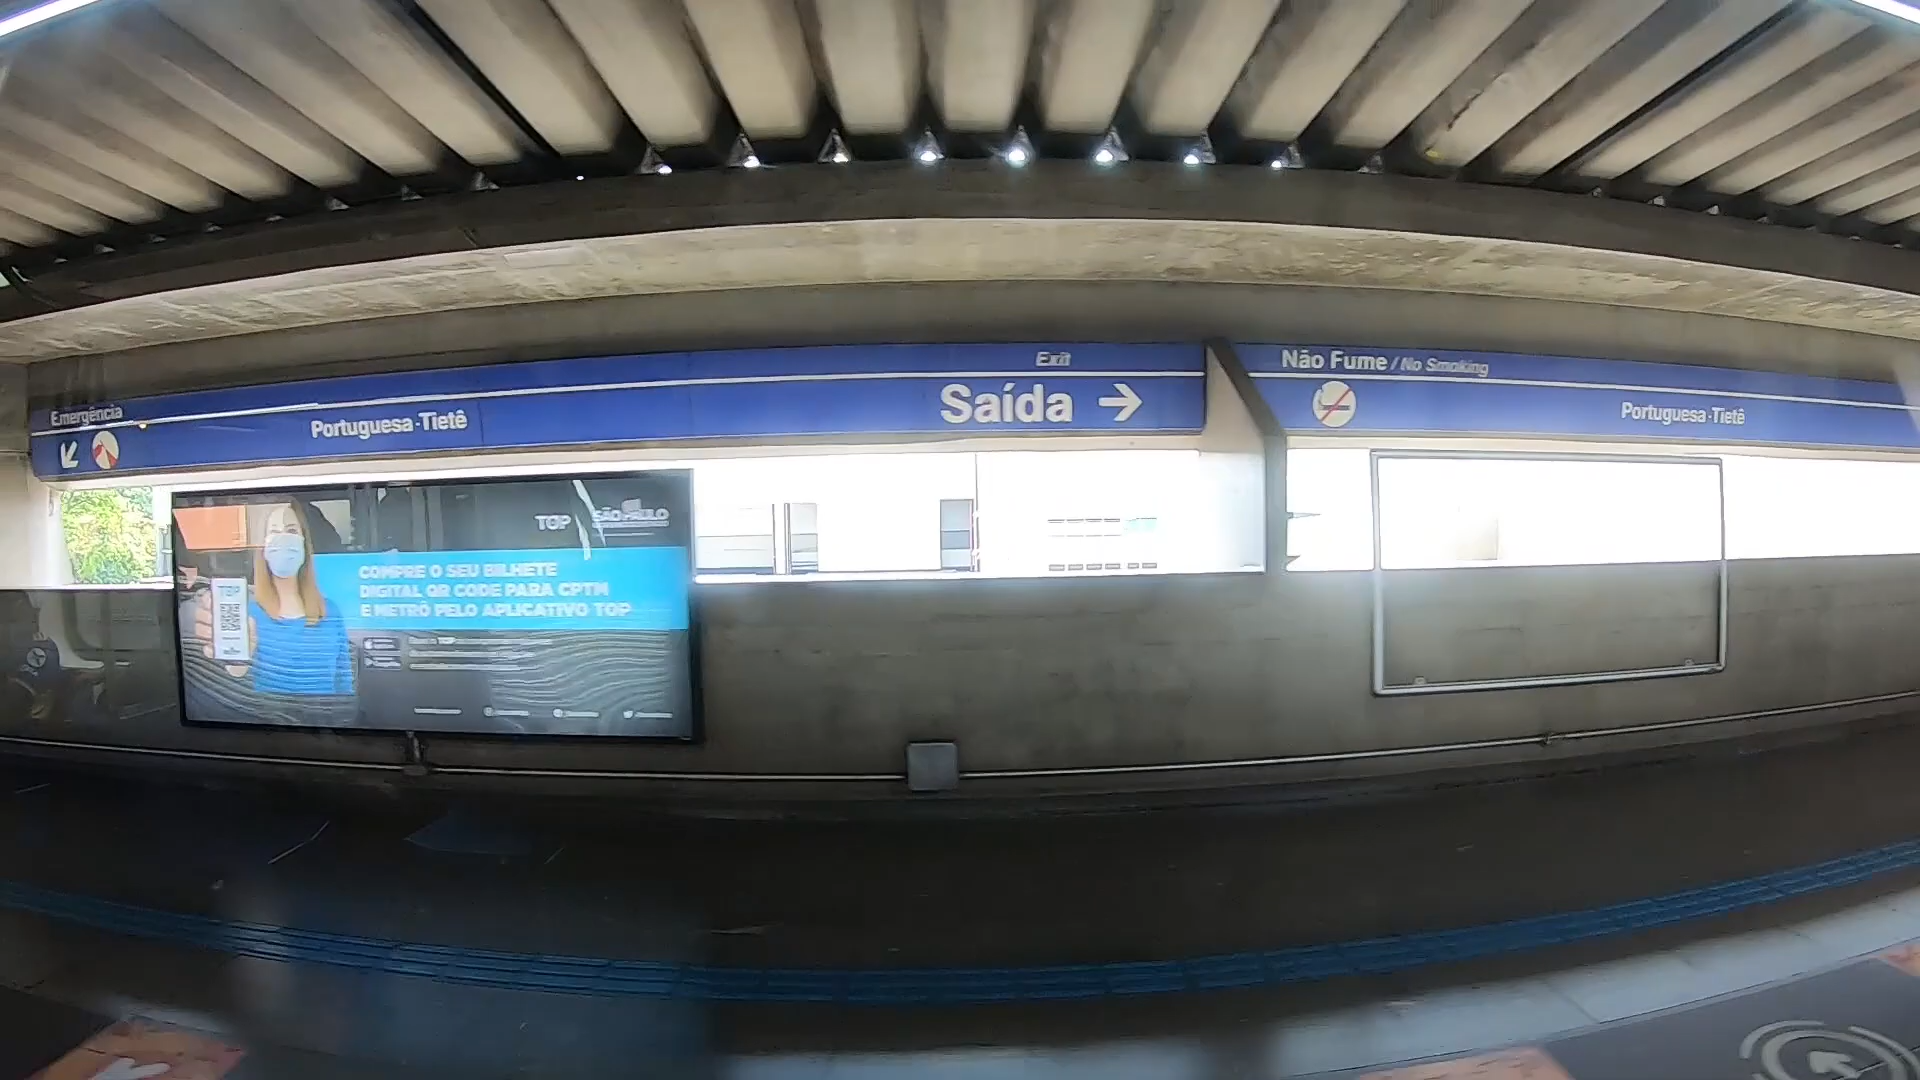 Emergência
Portuguesa-Tietê
Exit
Saída →
Não Fume / No Smoking
Portuguesa-Tietê
TOP
SÃO PAULO
TOP
COMPRE O SEU BILHETE
DIGITAL QR CODE PARA CPTM
E METRÔ PELO APLICATIVO TOP